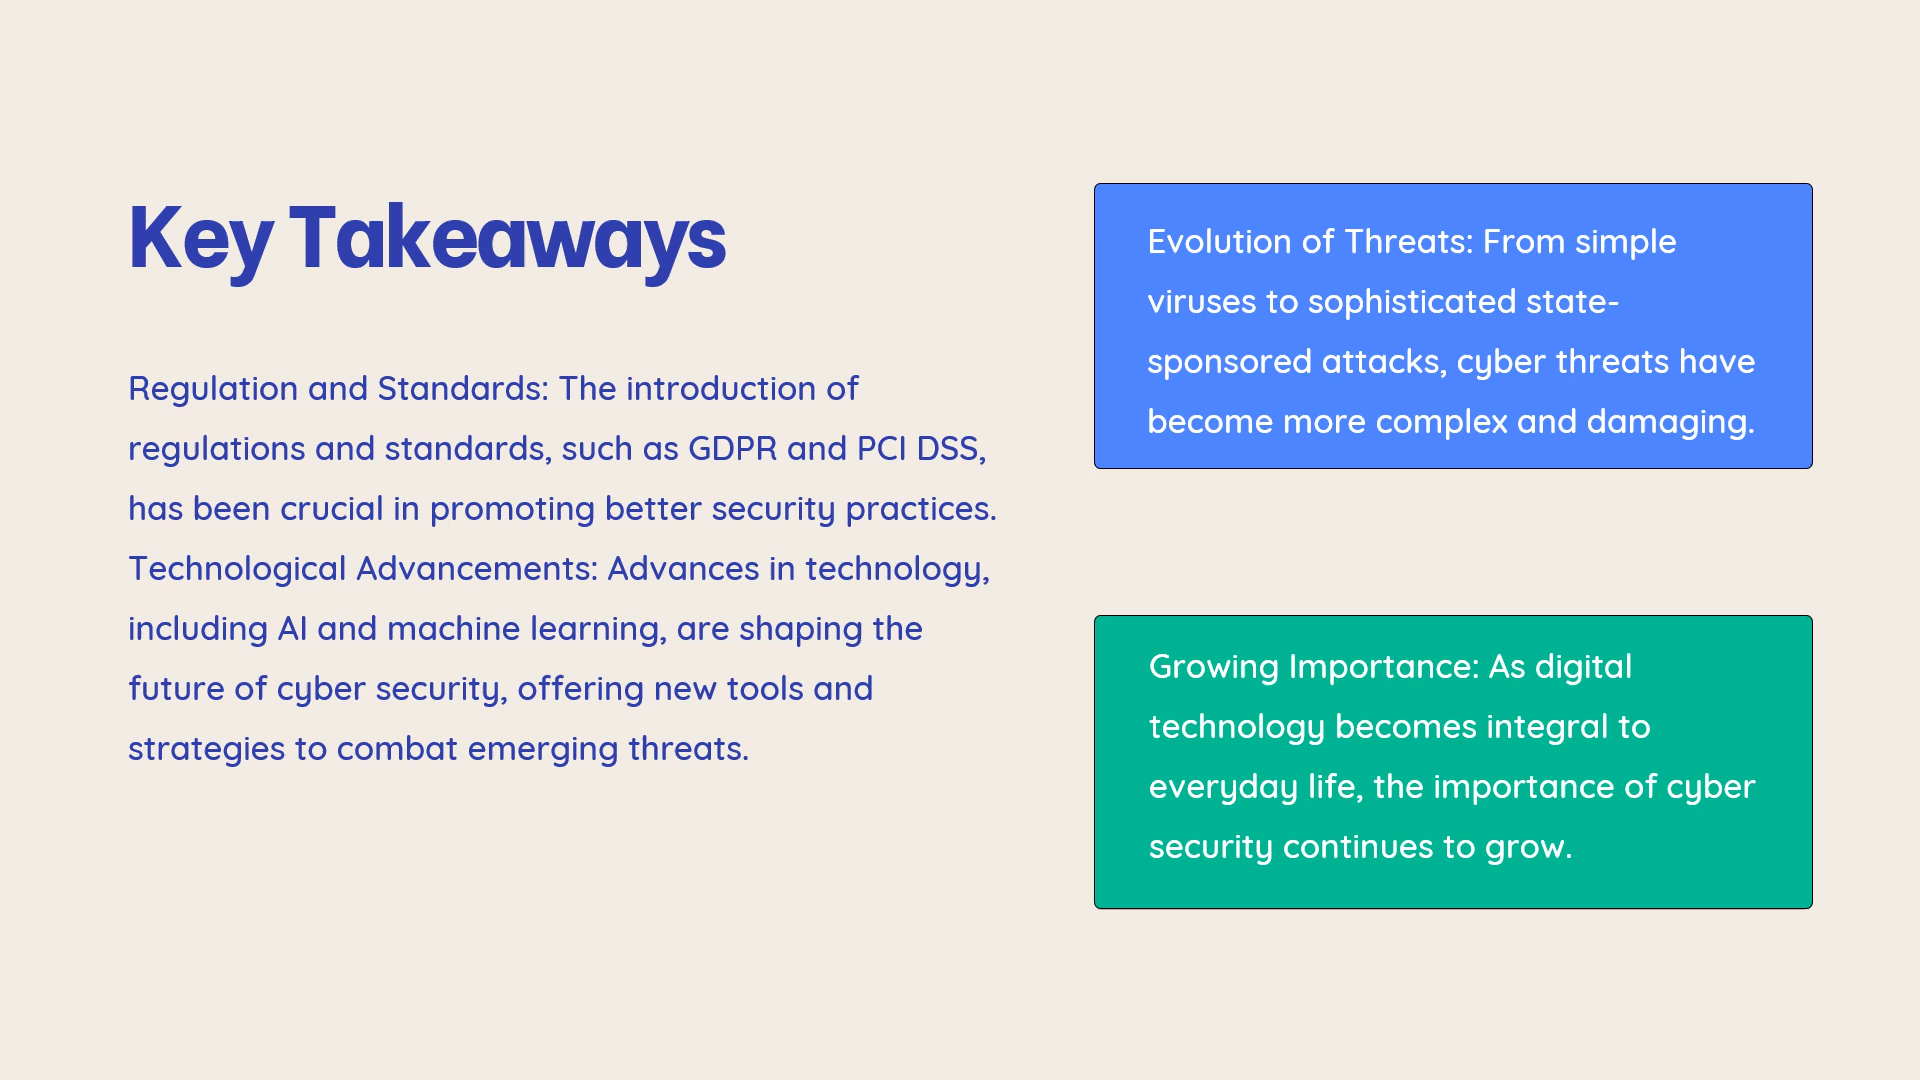 Key Takeaways
Regulation and Standards: The introduction of
regulations and standards, such as GDPR and PCI DSS,
has been crucial in promoting better security practices.
Technological Advancements: Advances in technology,
including AI and machine learning, are shaping the
future of cyber security, offering new tools and
strategies to combat emerging threats.
Evolution of Threats: From simple
viruses to sophisticated state-
sponsored attacks, cyber threats have
become more complex and damaging.
Growing Importance: As digital
technology becomes integral to
everyday life, the importance of cyber
security continues to grow.